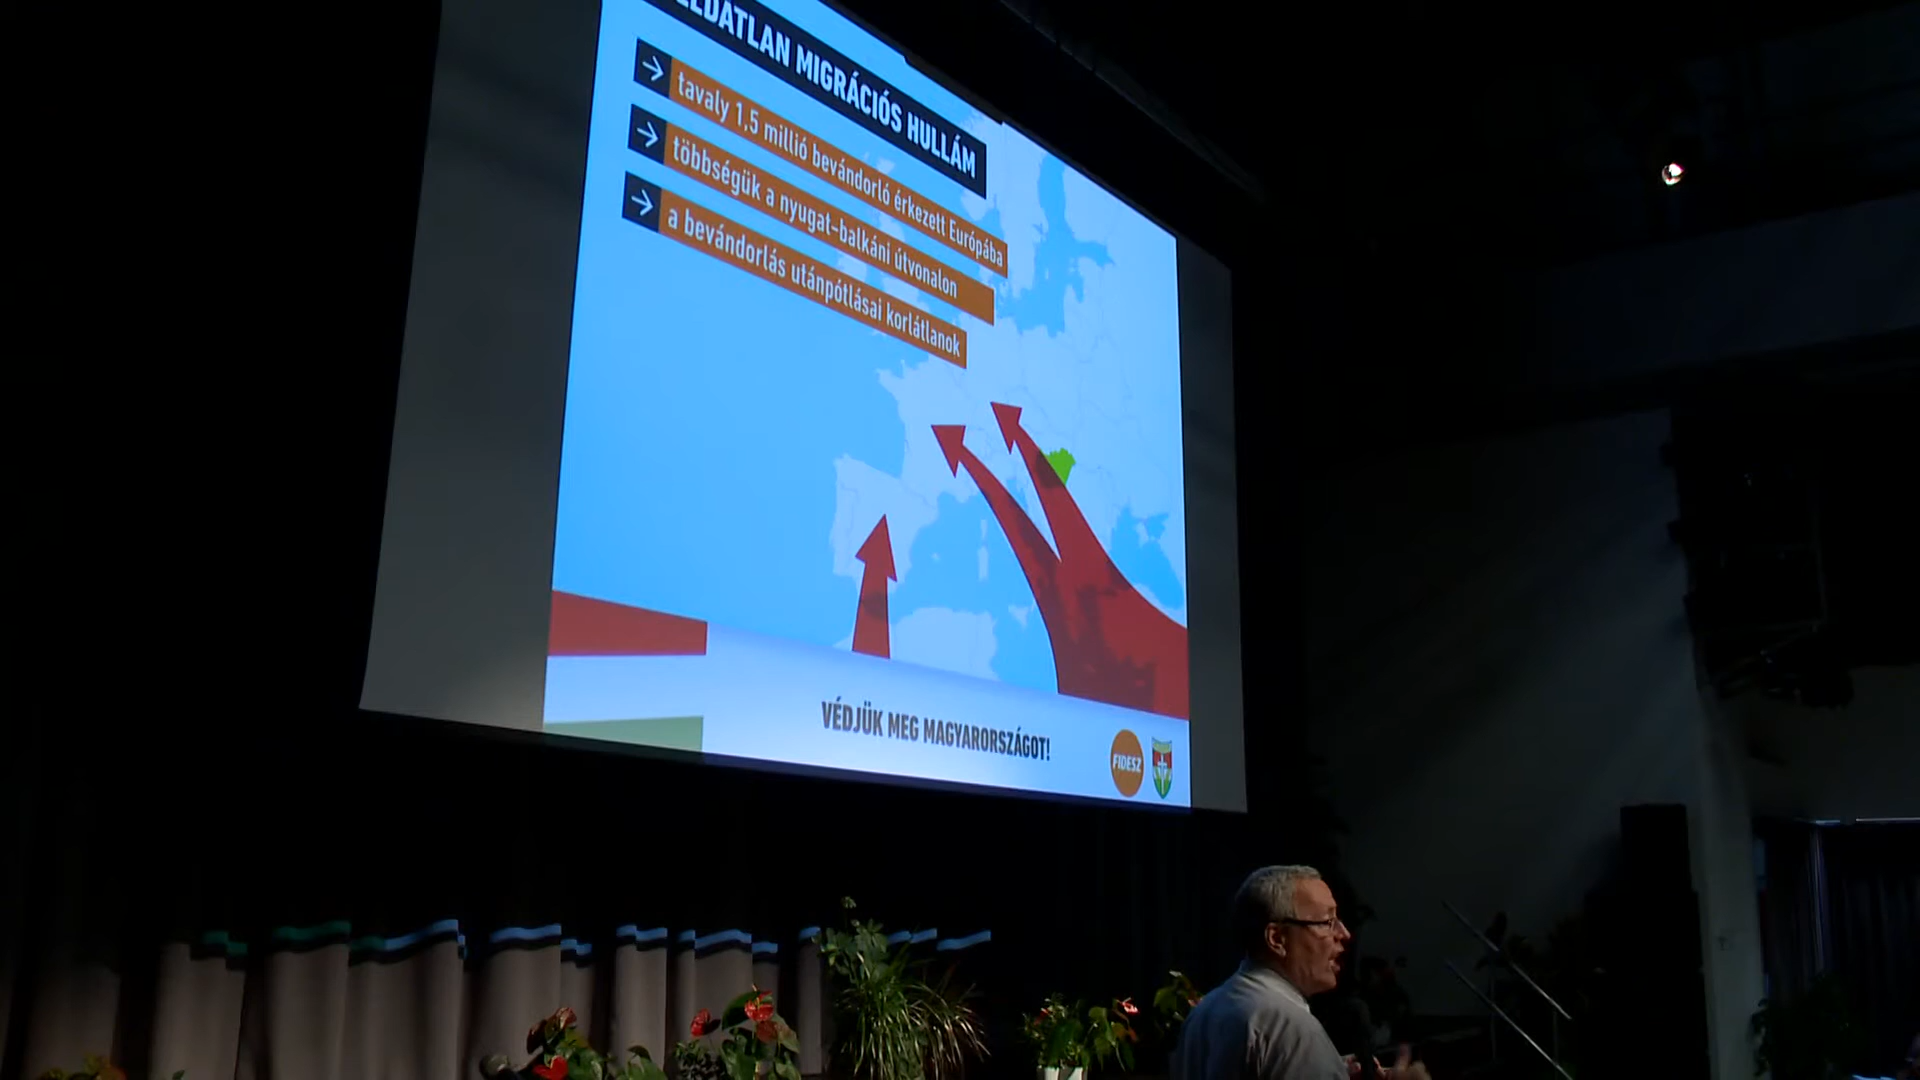 MIGRÁCIÓS HULLÁM
→ tavaly 1,5 millió bevándorló érkezett Európába
→ többségük a nyugat-balkáni útvonalon
→ a bevándorlás utánpótlásai korlátlanok
VÉDJÜK MEG MAGYARORSZÁGOT!
FIDESZ